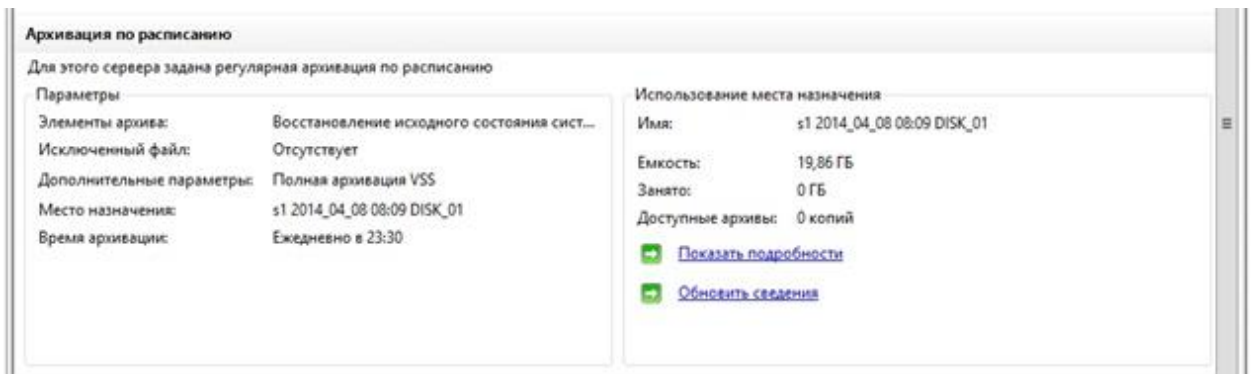 Архивация по расписанию
Для этого сервера задана регулярная архивация по расписанию
Параметры
Элементы архива: Восстановление исходного состояния сист...
Исключенный файл: Отсутствует
Дополнительные параметры: Полная архивация VSS
Место назначения: s1 2014_04_08 08:09 DISK_01
Время архивации: Ежедневно в 23:30
Использование места назначения
Имя: s1 2014_04_08 08:09 DISK_01
Емкость: 19,86 ГБ
Занято: 0 ГБ
Доступные архивы: 0 копий
Показать подробности
Обновить сведения